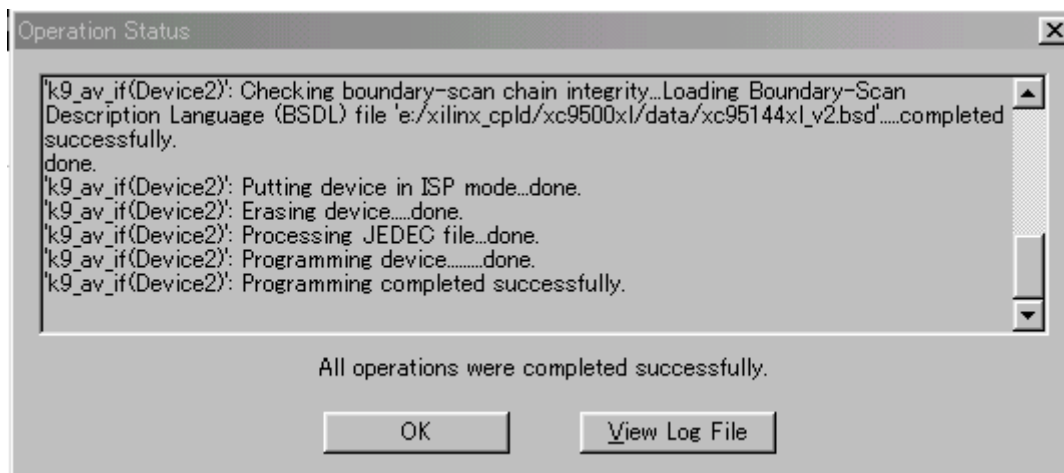 Operation Status
'k9_av_if(Device2)': Checking boundary-scan chain integrity...Loading Boundary-Scan
Description Language (BSDL) file 'e:/xilinx_cpld/xc9500xl/data/xc95144xl_v2.bsd'.....completed
successfully.
done.
'k9_av_if(Device2)': Putting device in ISP mode...done.
'k9_av_if(Device2)': Erasing device.....done.
'k9_av_if(Device2)': Processing JEDEC file...done.
'k9_av_if(Device2)': Programming device.........done.
'k9_av_if(Device2)': Programming completed successfully.
All operations were completed successfully.
OK
View Log File